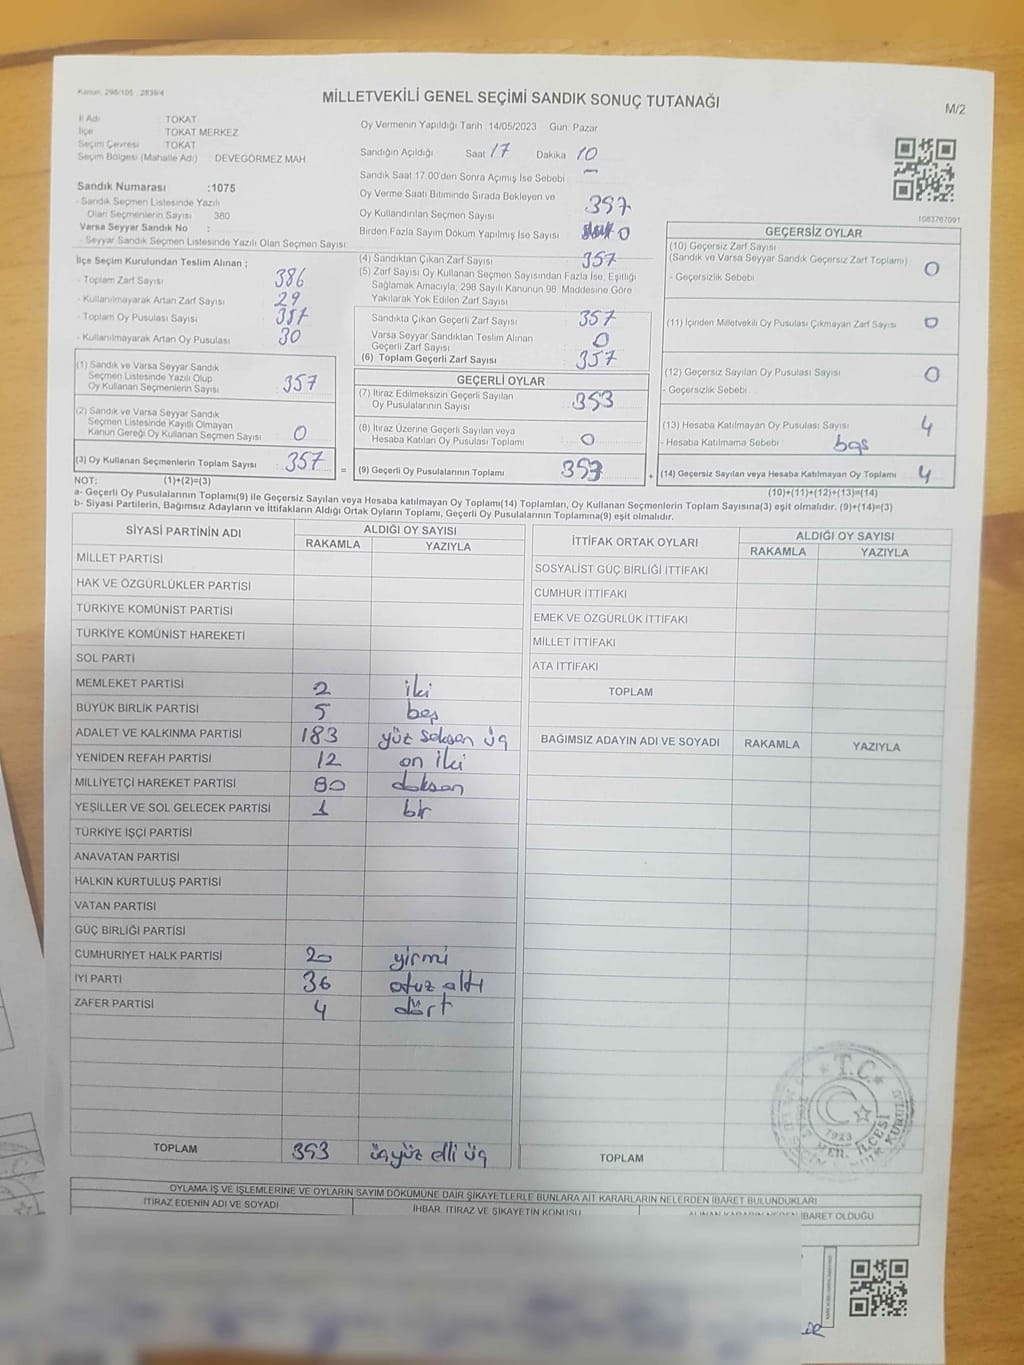 Kanun: 298/105 : 2839/4
MİLLETVEKİLİ GENEL SEÇİMİ SANDIK SONUÇ TUTANAĞI
M/2
İl Adı : TOKAT
İlçe : TOKAT MERKEZ
Seçim Çevresi : TOKAT
Seçim Bölgesi (Mahalle Adı) DEVEGÖRMEZ MAH
Sandık Numarası :1075
- Sandık Seçmen Listesinde Yazılı
Olan Seçmenlerin Sayısı : 380
Varsa Seyyar Sandık No :
- Seyyar Sandık Seçmen Listesinde Yazılı Olan Seçmen Sayısı:
Oy Vermenin Yapıldığı Tarih :14/05/2023 Gün: Pazar
Sandığın Açıldığı Saat 17 Dakika 10
Sandık Saat 17.00'den Sonra Açımış İse Sebebi : –
Oy Verme Saati Bitiminde Sırada Bekleyen ve
Oy Kullandırılan Seçmen Sayısı 357
Birden Fazla Sayım Döküm Yapılmış İse Sayısı 0
1083767091
İlçe Seçim Kurulundan Teslim Alınan ;
- Toplam Zarf Sayısı 386
- Kullanılmayarak Artan Zarf Sayısı 29
- Toplam Oy Pusulası Sayısı
- Kullanılmayarak Artan Oy Pusulası 30
(1) Sandık ve Varsa Seyyar Sandık
Seçmen Listesinde Yazılı Olup
Oy Kullanan Seçmenlerin Sayısı 357
(2) Sandık ve Varsa Seyyar Sandık
Seçmen Listesinde Kayıtlı Olmayan
Kanun Gereği Oy Kullanan Seçmen Sayısı 0
(3) Oy Kullanan Seçmenlerin Toplam Sayısı 357
(1)+(2)=(3)
(4) Sandıktan Çıkan Zarf Sayısı 357
(5) Zarf Sayısı Oy Kullanan Seçmen Sayısından Fazla İse, Eşitliği
Sağlamak Amacıyla; 298 Sayılı Kanunun 98. Maddesine Göre
Yakılarak Yok Edilen Zarf Sayısı
Sandıkta Çıkan Geçerli Zarf Sayısı 357
Varsa Seyyar Sandıktan Teslim Alınan
Geçerli Zarf Sayısı 0
(6) Toplam Geçerli Zarf Sayısı 357
GEÇERLİ OYLAR
(7) İtiraz Edilmeksizin Geçerli Sayılan
Oy Pusulalarının Sayısı 353
(8) İtiraz Üzerine Geçerli Sayılan veya
Hesaba Katılan Oy Pusulası Toplamı 0
= (9) Geçerli Oy Pusulalarının Toplamı 353
GEÇERSİZ OYLAR
(10) Geçersiz Zarf Sayısı
(Sandık ve Varsa Seyyar Sandık Geçersiz Zarf Toplamı) 0
- Geçersizlik Sebebi :
(11) İçinden Milletvekili Oy Pusulası Çıkmayan Zarf Sayısı 0
(12) Geçersiz Sayılan Oy Pusulası Sayısı : 0
- Geçersizlik Sebebi :
(13) Hesaba Katılmayan Oy Pusulası Sayısı : 4
- Hesaba Katılmama Sebebi : boş
+ (14) Geçersiz Sayılan veya Hesaba Katılmayan Oy Toplamı 4
(10)+(11)+(12)+(13)=(14)
NOT:
a- Geçerli Oy Pusulalarının Toplamı(9) ile Geçersiz Sayılan veya Hesaba katılmayan Oy Toplam(14) Toplamları, Oy Kullanan Seçmenlerin Toplam Sayısına(3) eşit olmalıdır. (9)+(14)=(3)
b- Siyasi Partilerin, Bağımsız Adayların ve İttifakların Aldığı Ortak Oyların Toplamı, Geçerli Oy Pusulalarının Toplamına(9) eşit olmalıdır.
SİYASİ PARTİNİN ADI ALDIĞI OY SAYISI
RAKAMLA YAZIYLA
MİLLET PARTİSİ
HAK VE ÖZGÜRLÜKLER PARTİSİ
TÜRKİYE KOMÜNİST PARTİSİ
TÜRKİYE KOMÜNİST HAREKETİ
SOL PARTİ
MEMLEKET PARTİSİ 2 iki
BÜYÜK BİRLİK PARTİSİ 5 beş
ADALET VE KALKINMA PARTİSİ 183 yüz seksen üç
YENİDEN REFAH PARTİSİ 12 on iki
MİLLİYETÇİ HAREKET PARTİSİ 90 doksan
YEŞİLLER VE SOL GELECEK PARTİSİ 1 bir
TÜRKİYE İŞÇİ PARTİSİ
ANAVATAN PARTİSİ
HALKIN KURTULUŞ PARTİSİ
VATAN PARTİSİ
GÜÇ BİRLİĞİ PARTİSİ
CUMHURİYET HALK PARTİSİ 20 yirmi
İYİ PARTİ 36 otuz altı
ZAFER PARTİSİ 4 dört
TOPLAM 353 üçyüz elli üç
İTTİFAK ORTAK OYLARI ALDIĞI OY SAYISI
RAKAMLA YAZIYLA
SOSYALİST GÜÇ BİRLİĞİ İTTİFAKI
CUMHUR İTTİFAKI
EMEK VE ÖZGÜRLÜK İTTİFAKI
MİLLET İTTİFAKI
ATA İTTİFAKI
TOPLAM
BAĞIMSIZ ADAYIN ADI VE SOYADI RAKAMLA YAZIYLA
TOPLAM
T.C.
1923
MER. İLÇESİ
OYLAMA İŞ VE İŞLEMLERİNE VE OYLARIN SAYIM DÖKÜMÜNE DAİR ŞİKAYETLERLE BUNLARA AİT KARARLARIN NELERDEN İBARET BULUNDUKLARI
İTİRAZ EDENİN ADI VE SOYADI İHBAR, İTİRAZ VE ŞİKAYETİN KONUSU ALINAN KARARIN NEDEN İBARET OLDUĞU